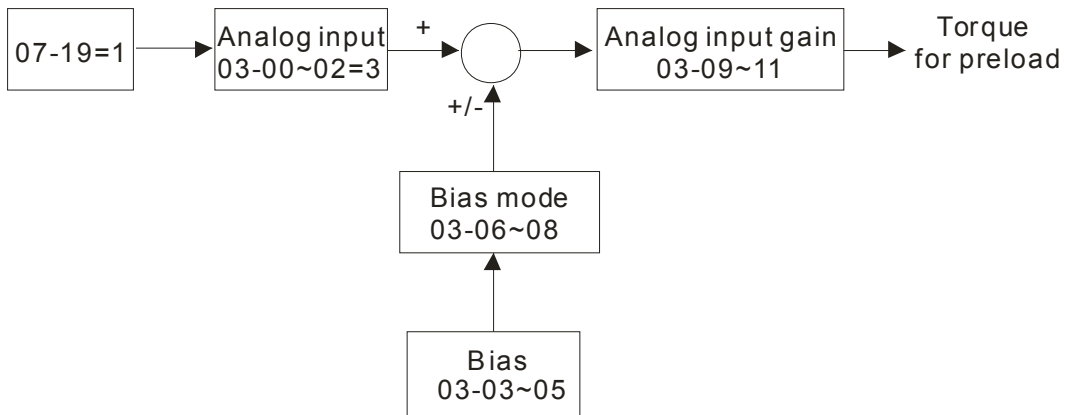 07-19=1
Analog input
03-00~02=3
+
Analog input gain
03-09~11
Torque
for preload
+/-
Bias mode
03-06~08
Bias
03-03~05